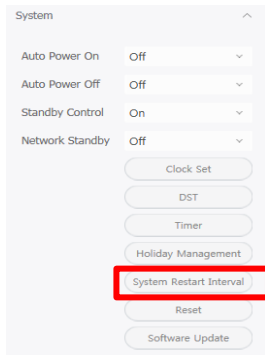 System
Auto Power On Off
Auto Power Off Off
Standby Control On
Network Standby Off
Clock Set
DST
Timer
Holiday Management
System Restart Interval
Reset
Software Update